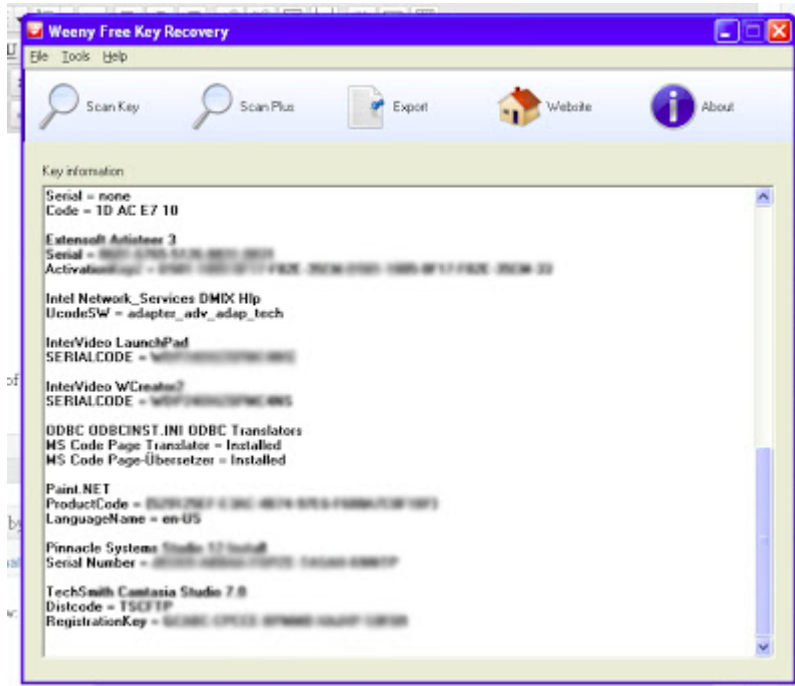 Weeny Free Key Recovery
File Tools Help
Scan Key Scan Plus Export Website About
Key information
Serial = none
Code = 1D AC E7 10
Extensoft Artisteer 3
Serial =
Activation
Intel Network_Services DMIX Hlp
UcodeSW = adapter_adv_adap_tech
InterVideo LaunchPad
SERIALCODE =
InterVideo WCreator2
SERIALCODE =
ODBC ODBCINST.INI ODBC Translators
MS Code Page Translator = Installed
MS Code Page-Übersetzer = Installed
Paint.NET
ProductCode =
LanguageName = en-US
Pinnacle Systems Studio 12 Install
Serial Number =
TechSmith Camtasia Studio 7.0
Distcode = TSCFTP
RegistrationKey =